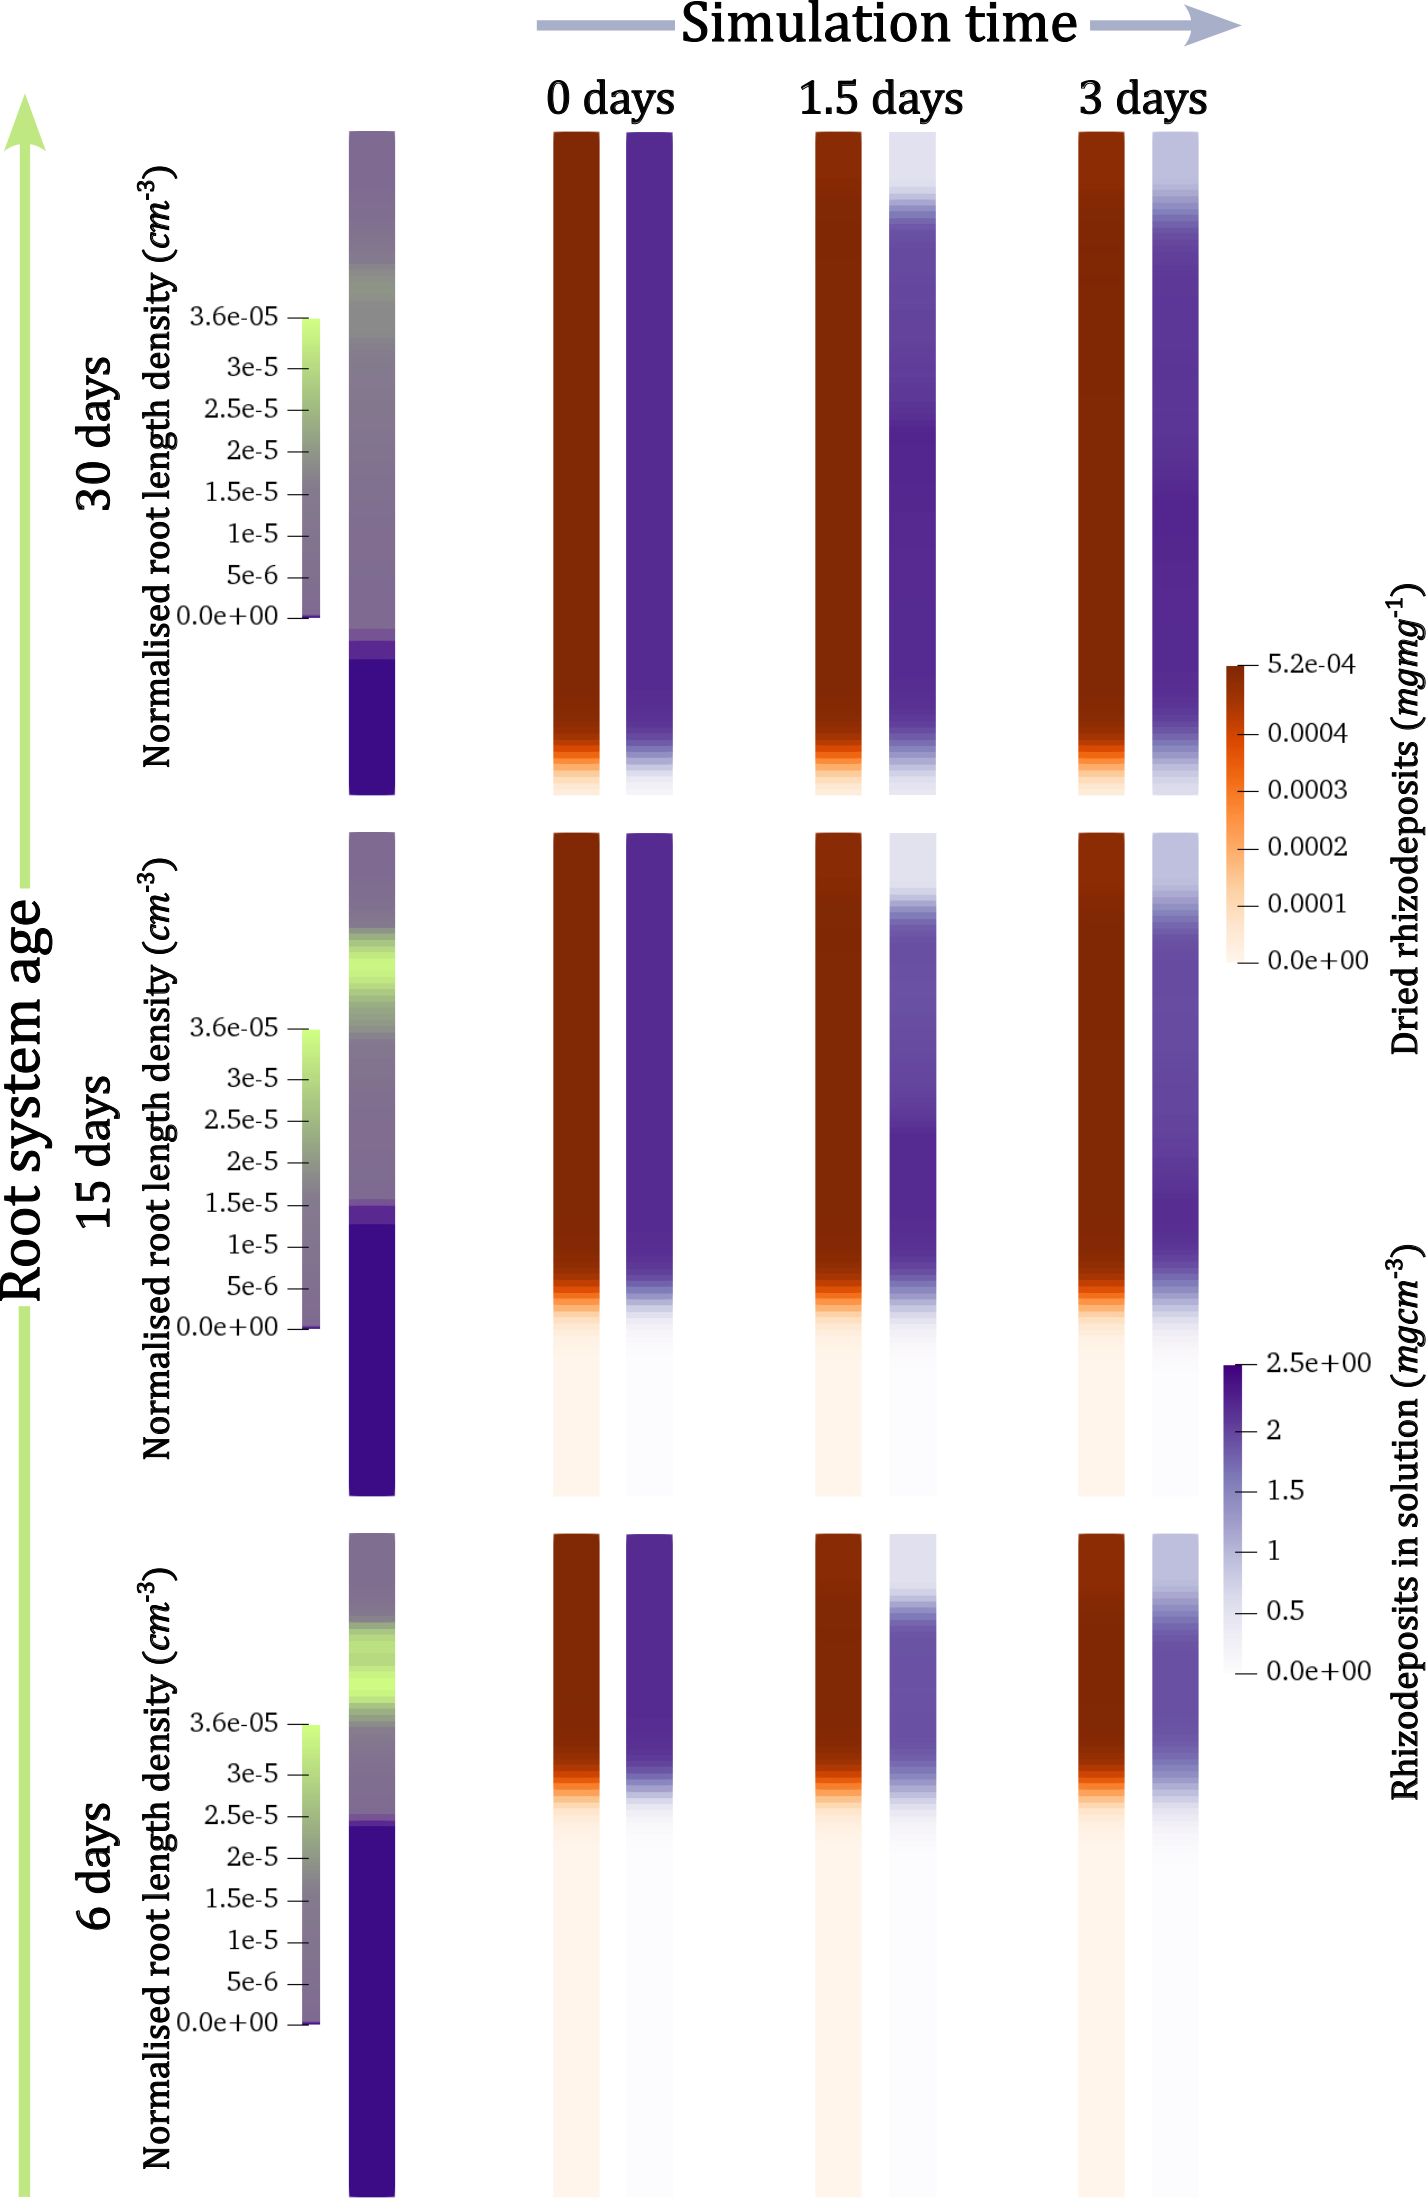 Simulation time
0 days
1.5 days
3 days
Root system age
30 days
Normalised root length density (cm⁻³)
3.6e-05
3e-5
2.5e-5
2e-5
1.5e-5
1e-5
5e-6
0.0e+00
15 days
Normalised root length density (cm⁻³)
3.6e-05
3e-5
2.5e-5
2e-5
1.5e-5
1e-5
5e-6
0.0e+00
6 days
Normalised root length density (cm⁻³)
3.6e-05
3e-5
2.5e-5
2e-5
1.5e-5
1e-5
5e-6
0.0e+00
5.2e-04
0.0004
0.0003
0.0002
0.0001
0.0e+00
Dried rhizodeposits (mgmg⁻¹)
2.5e+00
2
1.5
1
0.5
0.0e+00
Rhizodeposits in solution (mgcm⁻³)